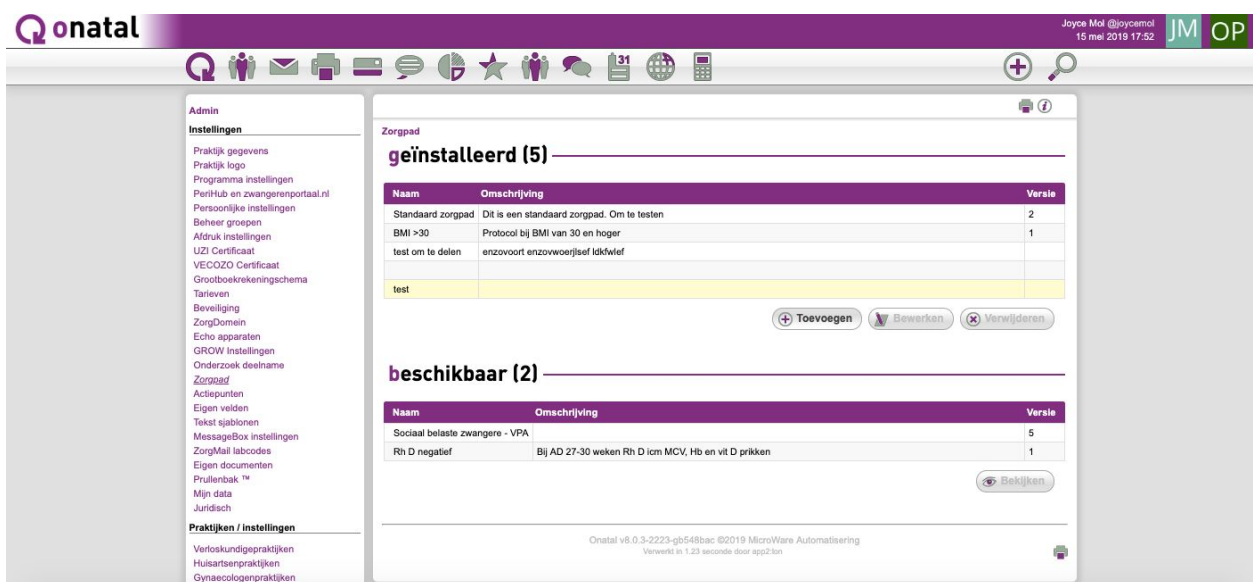 onatal
Joyce Mol @joycemol
15 mei 2019 17:52
JM OP
31
Admin
Instellingen
Praktijk gegevens
Praktijk logo
Programma instellingen
PeriHub en zwangerenportaal.nl
Persoonlijke instellingen
Beheer groepen
Afdruk instellingen
UZI Certificaat
VECOZO Certificaat
Grootboekrekeningschema
Tarieven
Beveiliging
ZorgDomein
Echo apparaten
GROW Instellingen
Onderzoek deelname
Zorgpad
Actiepunten
Eigen velden
Tekst sjablonen
MessageBox instellingen
ZorgMail labcodes
Eigen documenten
Prullenbak ™
Mijn data
Juridisch
Praktijken / instellingen
Verloskundigepraktijken
Huisartsenpraktijken
Gynaecologenpraktijken
Zorgpad
geïnstalleerd (5)
Naam Omschrijving Versie
Standaard zorgpad Dit is een standaard zorgpad. Om te testen 2
BMI >30 Protocol bij BMI van 30 en hoger 1
test om te delen enzovoort enzovwoerjlsef ldkfwlef
test
Toevoegen Bewerken Verwijderen
beschikbaar (2)
Naam Omschrijving Versie
Sociaal belaste zwangere - VPA 5
Rh D negatief Bij AD 27-30 weken Rh D icm MCV, Hb en vit D prikken 1
Bekijken
Onatal v8.0.3-2223-gb548bac ©2019 MicroWare Automatisering
Verwerkt in 1.23 seconde door app2:ton